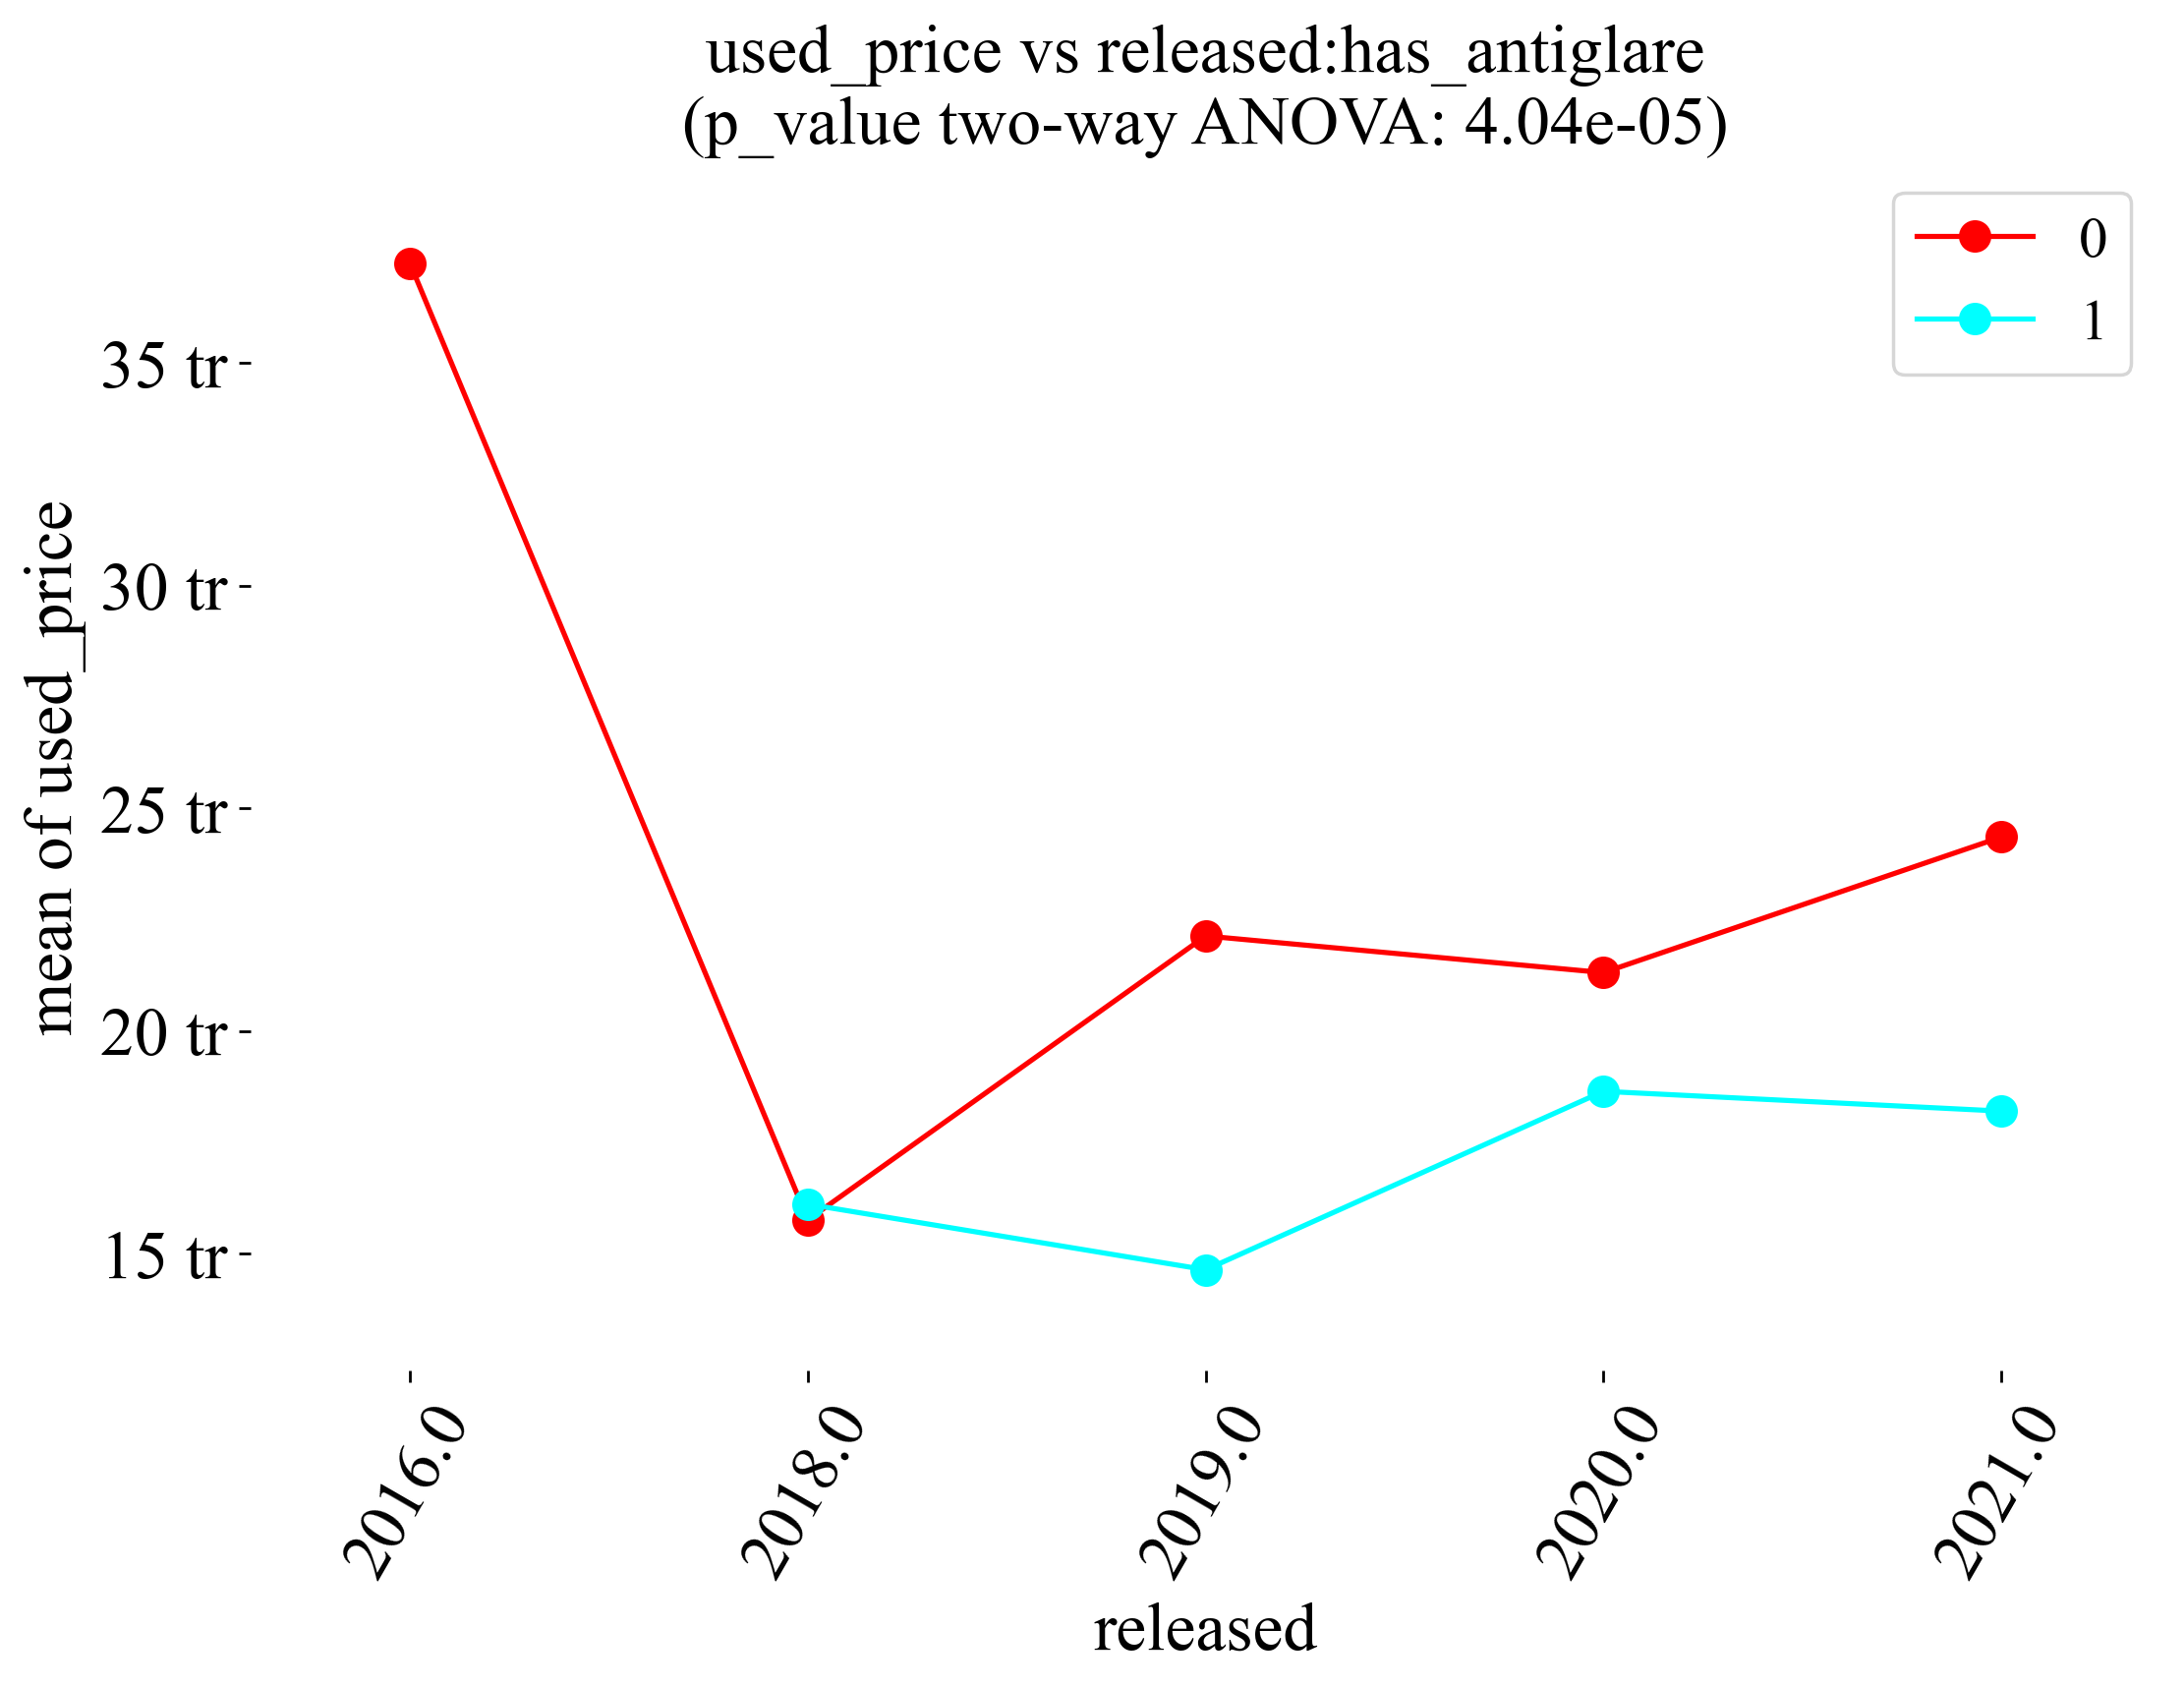 used_price vs released:has_antiglare
(p_value two-way ANOVA: 4.04e-05)
0
1
mean of used_price
35 tr
30 tr
25 tr
20 tr
15 tr
2016.0
2018.0
2019.0
2020.0
2021.0
released